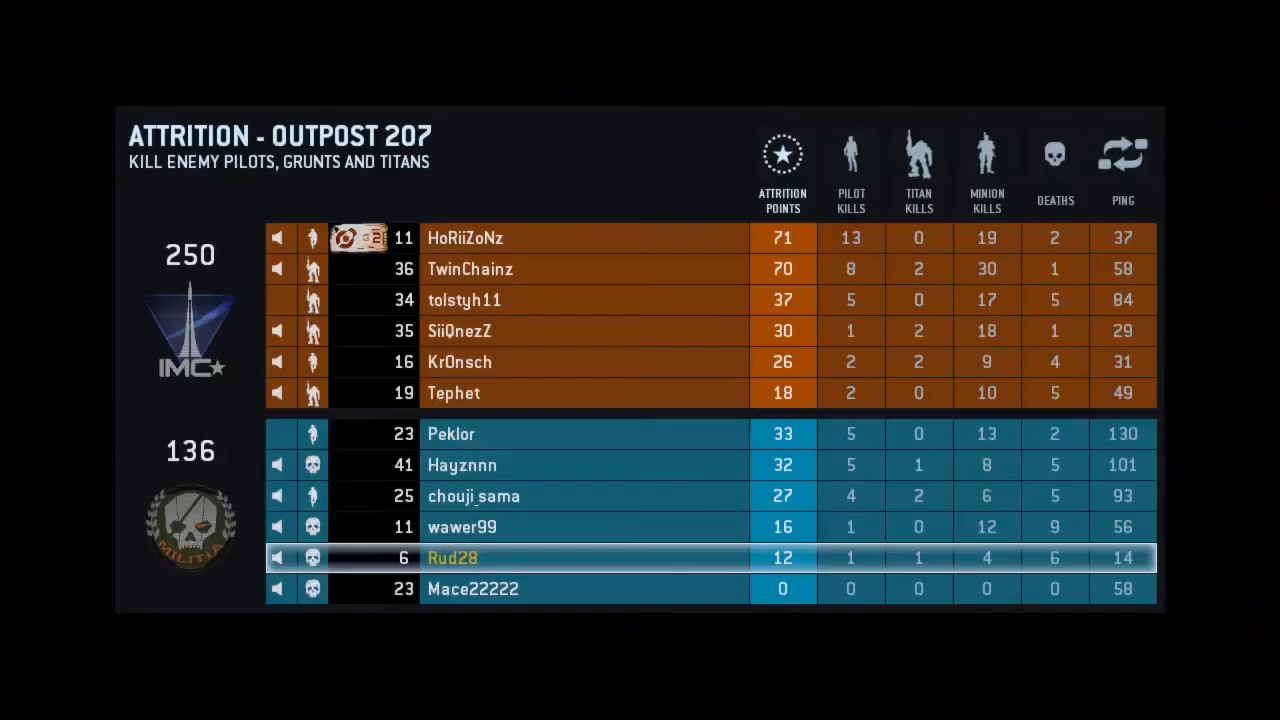 ATTRITION - OUTPOST 207
KILL ENEMY PILOTS, GRUNTS AND TITANS
ATTRITION POINTS PILOT KILLS TITAN KILLS MINION KILLS DEATHS PING
250
IMC
G2 11 HoRiiZoNz 71 13 0 19 2 37
36 TwinChainz 70 8 2 30 1 58
34 tolstyh11 37 5 0 17 5 84
35 SiiQnezZ 30 1 2 18 1 29
16 Kr0nsch 26 2 2 9 4 31
19 Tephet 18 2 0 10 5 49
136
MILITIA
23 Peklor 33 5 0 13 2 130
41 Hayznnn 32 5 1 8 5 101
25 chouji_sama 27 4 2 6 5 93
11 wawer99 16 1 0 12 9 56
6 Rud28 12 1 1 4 6 14
23 Mace22222 0 0 0 0 0 58